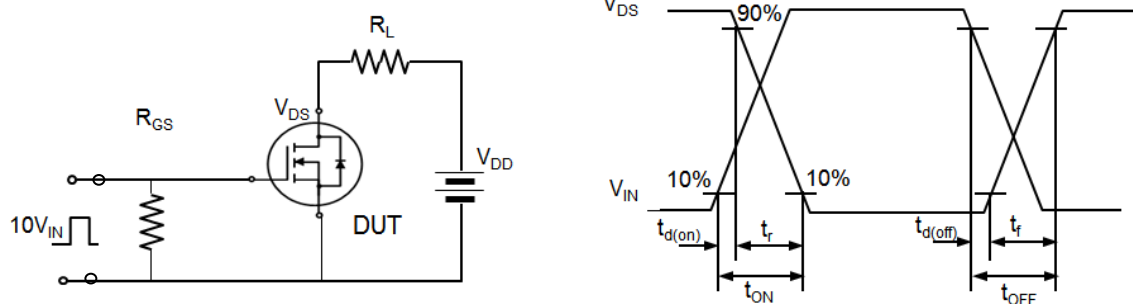 R_L
V_DS
R_GS
V_DD
10V_IN
DUT
V_DS
90%
10%
10%
V_IN
t_d(on)
t_r
t_d(off)
t_f
t_ON
t_OFF